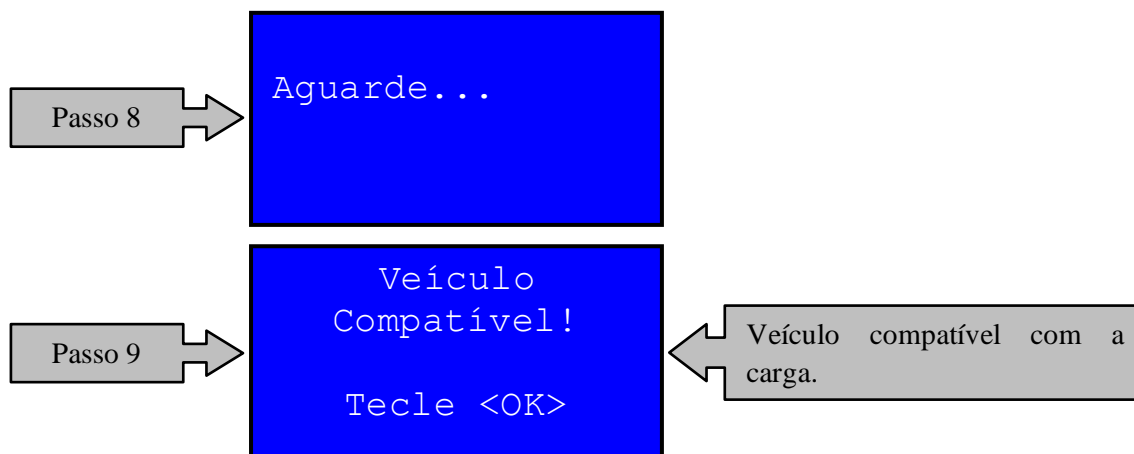 Passo 8
Aguarde...
Passo 9
Veículo
Compatível!
Tecle <OK>
Veículo compatível com a
carga.